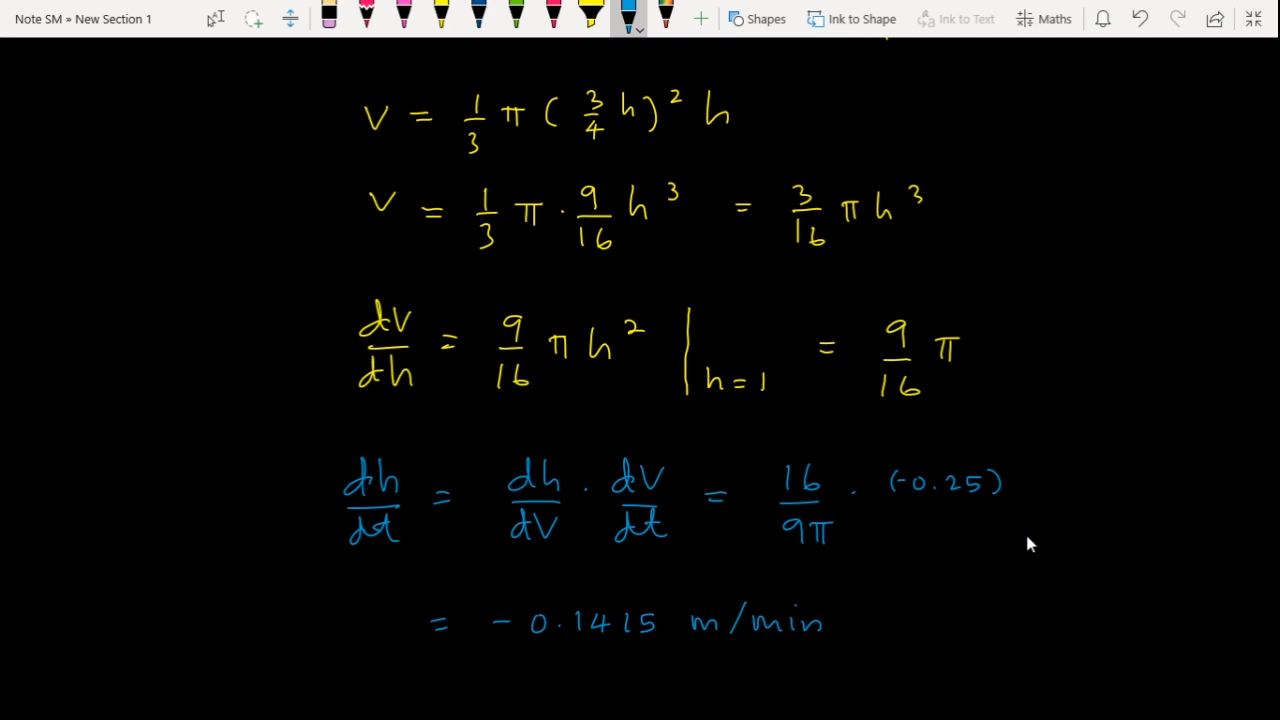 Note SM » New Section 1
Shapes
Ink to Shape
Ink to Text
Maths
V = 1/3 π (3/4 h)² h
V = 1/3 π · 9/16 h³ = 3/16 π h³
dV/dh = 9/16 π h² |h=1 = 9/16 π
dh/dt = dh/dV · dV/dt = 16/9π · (-0.25)
= -0.1415 m/min